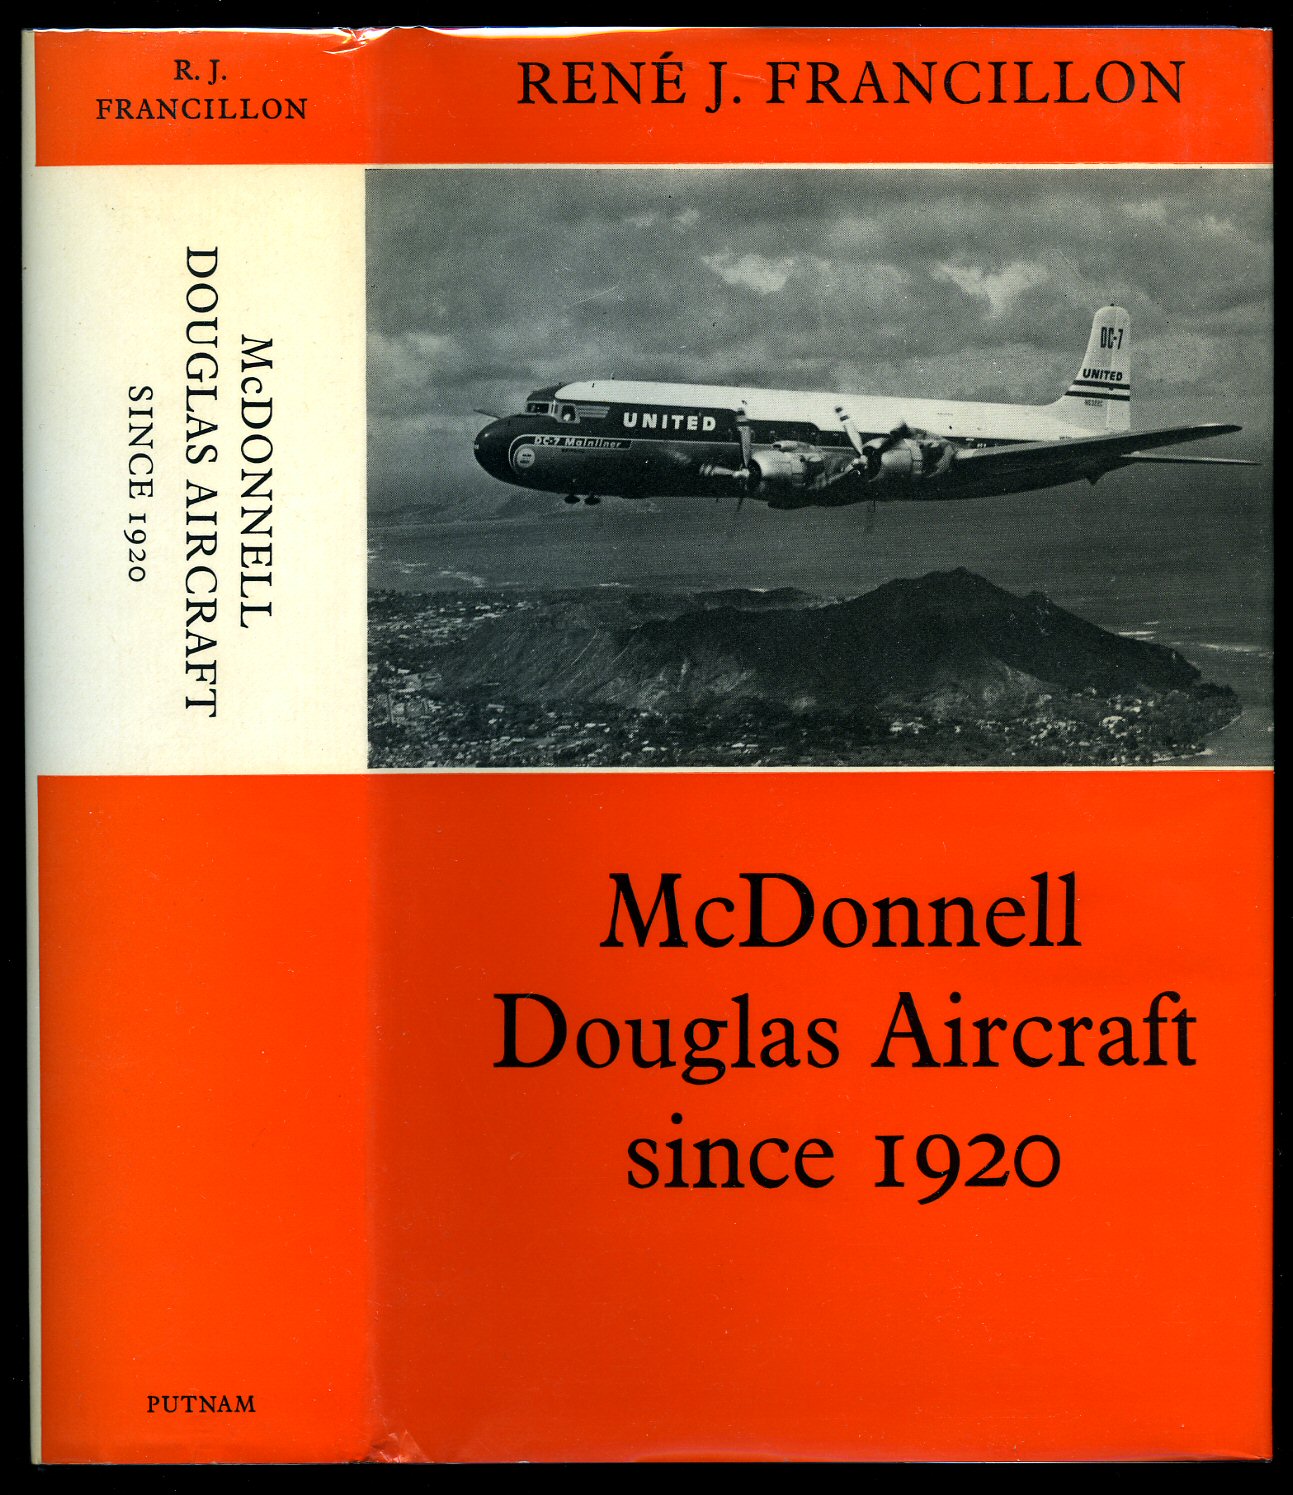 R. J.
FRANCILLON
McDONNELL
DOUGLAS AIRCRAFT
SINCE 1920
PUTNAM
RENÉ J. FRANCILLON
DC-7
UNITED
UNITED
DC-7 Mainliner
McDonnell
Douglas Aircraft
since 1920